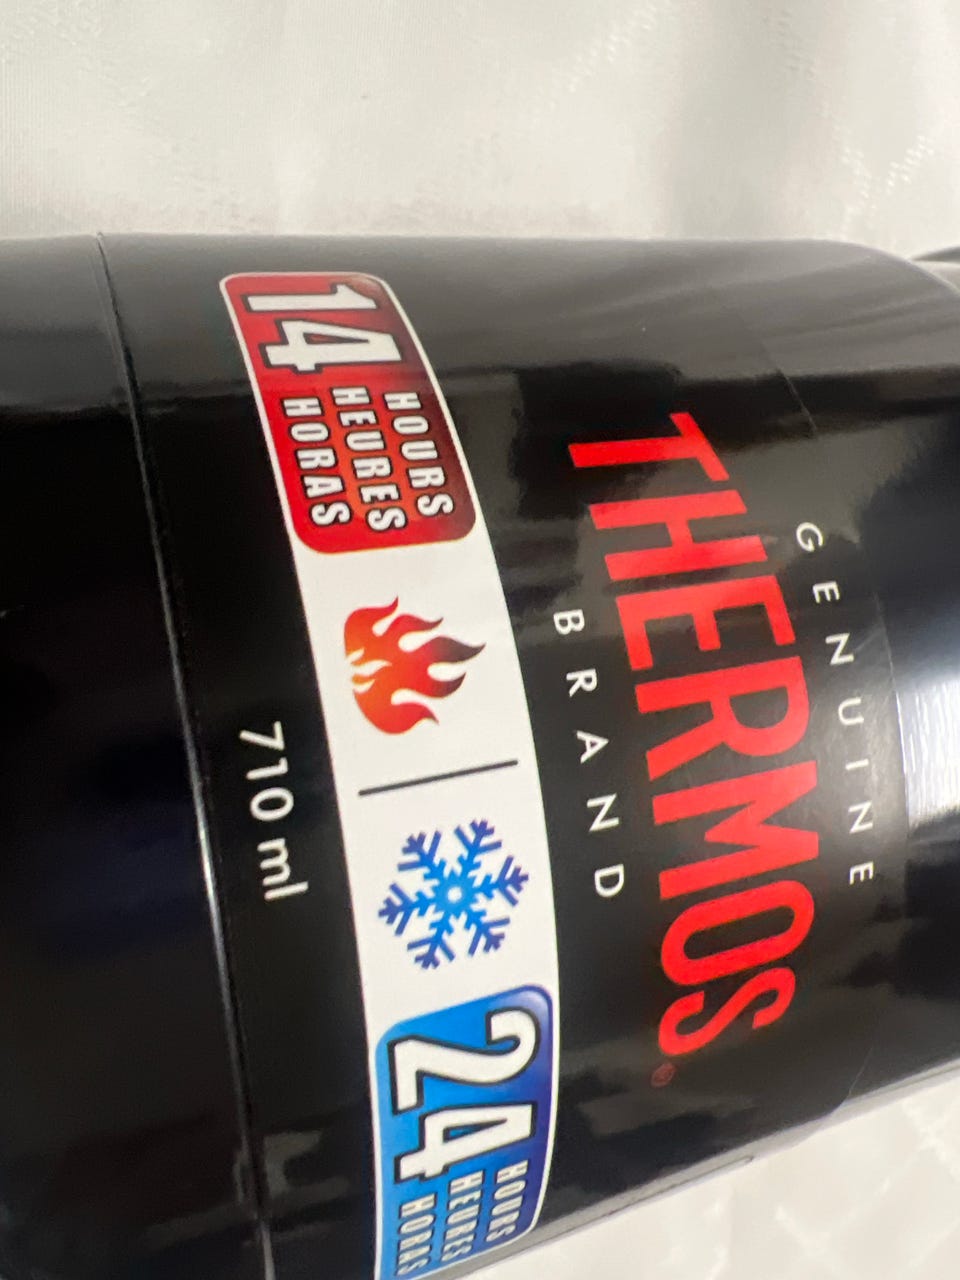 GENUINE
THERMOS®
BRAND
14 HOURS
HEURES
HORAS
24 HOURS
HEURES
HORAS
710 ml